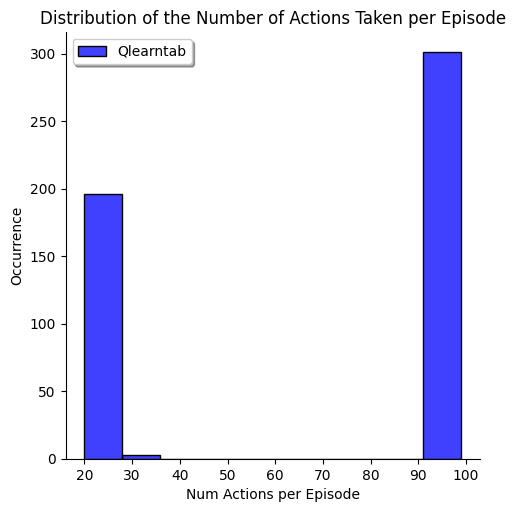 Distribution of the Number of Actions Taken per Episode
Qlearntab
300
250
200
150
100
50
0
Occurrence
20 30 40 50 60 70 80 90 100
Num Actions per Episode